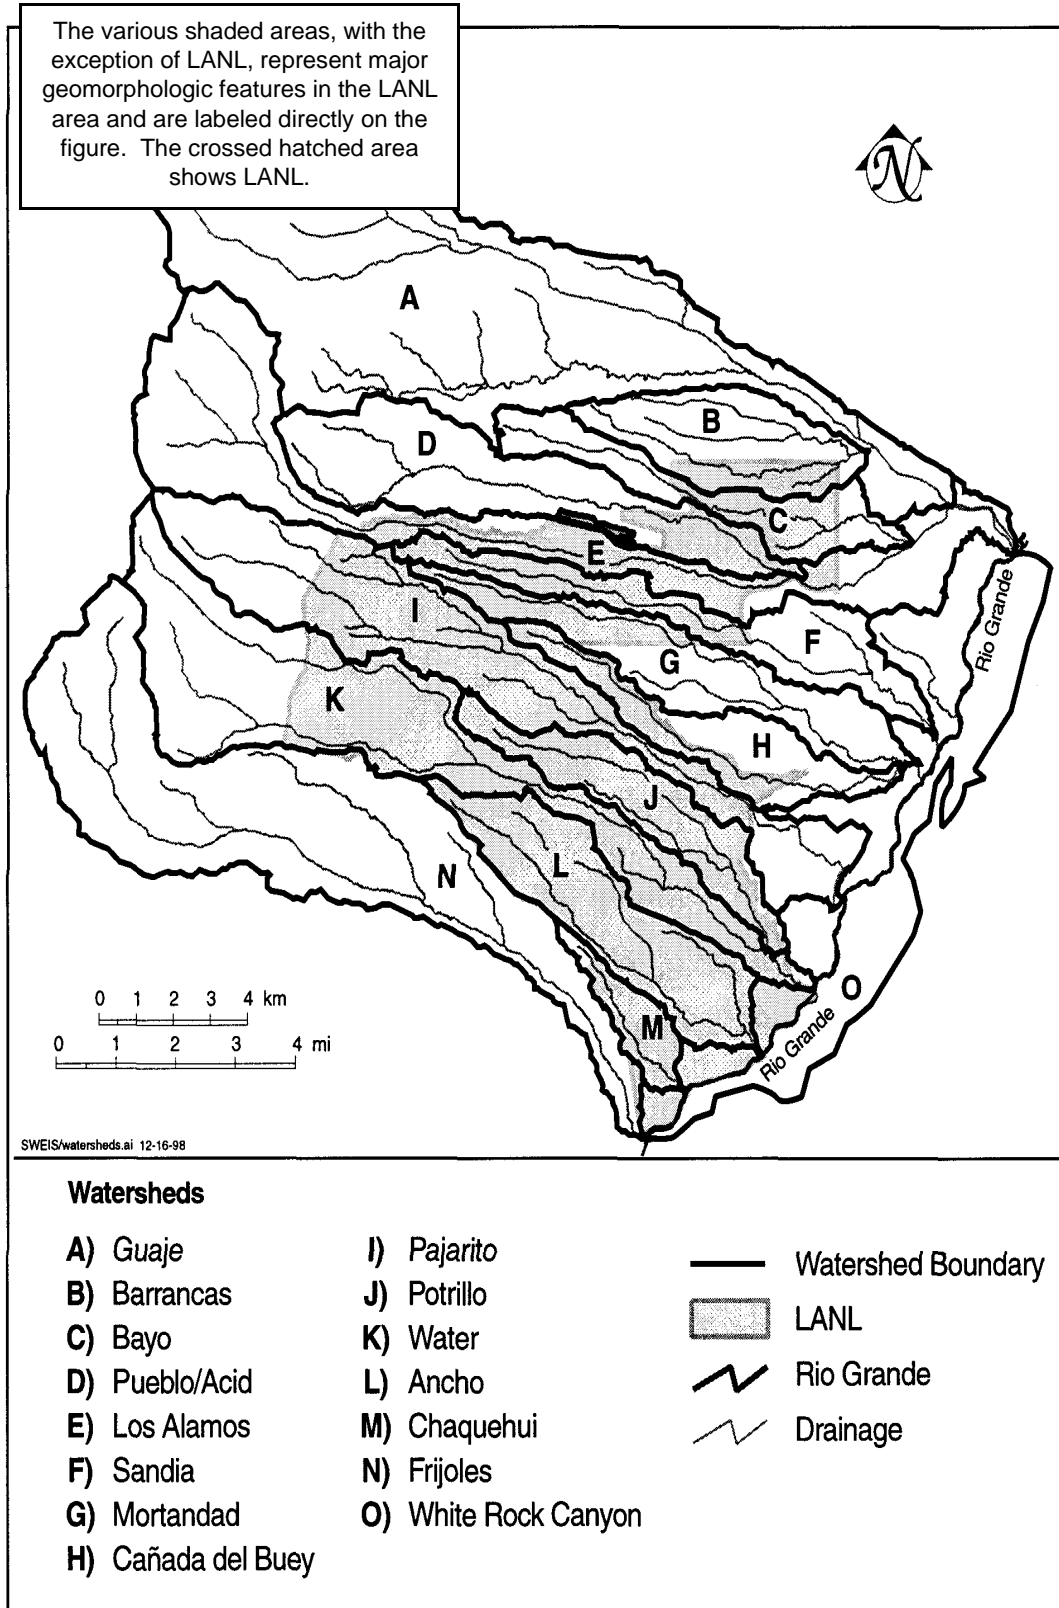 The various shaded areas, with the
exception of LANL, represent major
geomorphologic features in the LANL
area and are labeled directly on the
figure. The crossed hatched area
shows LANL.
N
A
B
D
C
E
I
F
G
K
H
J
L
N
M
O
Rio Grande
Rio Grande
0 1 2 3 4 km
0 1 2 3 4 mi
SWEIS/watersheds.ai 12-16-98
Watersheds
A) Guaje
B) Barrancas
C) Bayo
D) Pueblo/Acid
E) Los Alamos
F) Sandia
G) Mortandad
H) Cañada del Buey
I) Pajarito
J) Potrillo
K) Water
L) Ancho
M) Chaquehui
N) Frijoles
O) White Rock Canyon
Watershed Boundary
LANL
Rio Grande
Drainage